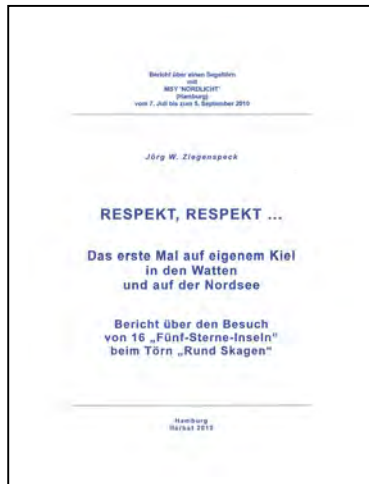 Bericht über einen Segeltörn
mit
MSY 'NORDLICHT'
(Hamburg)
vom 7. Juli bis zum 5. September 2010
Jörg W. Ziegenspeck
RESPEKT, RESPEKT ...
Das erste Mal auf eigenem Kiel
in den Watten
und auf der Nordsee
Bericht über den Besuch
von 16 „Fünf-Sterne-Inseln“
beim Törn „Rund Skagen“
Hamburg
Herbst 2010